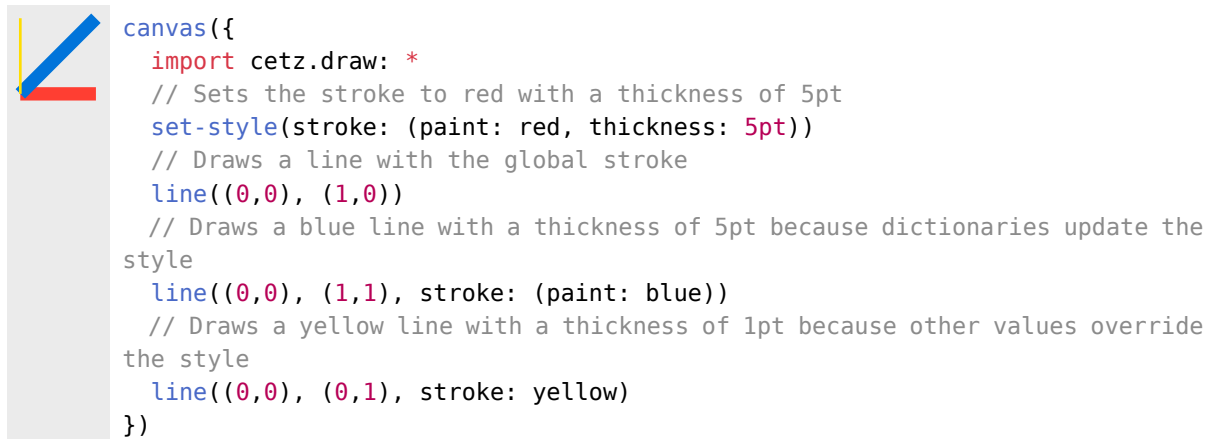 canvas({
  import cetz.draw: *
  // Sets the stroke to red with a thickness of 5pt
  set-style(stroke: (paint: red, thickness: 5pt))
  // Draws a line with the global stroke
  line((0,0), (1,0))
  // Draws a blue line with a thickness of 5pt because dictionaries update the
style
  line((0,0), (1,1), stroke: (paint: blue))
  // Draws a yellow line with a thickness of 1pt because other values override
the style
  line((0,0), (0,1), stroke: yellow)
})